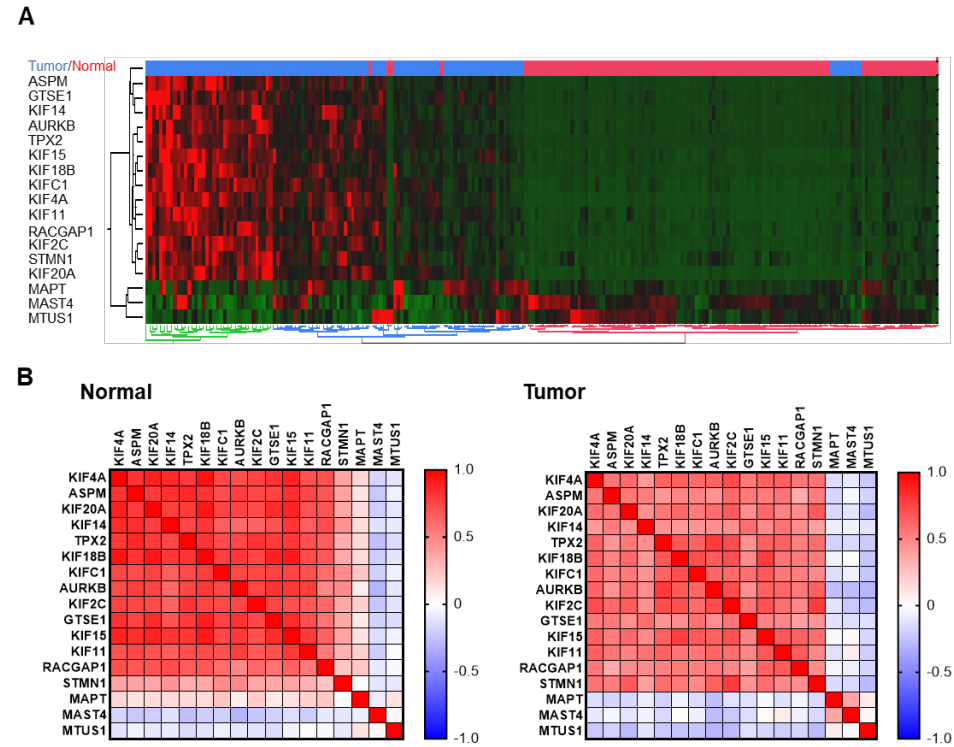 A
Tumor/Normal
ASPM
GTSE1
KIF14
AURKB
TPX2
KIF15
KIF18B
KIFC1
KIF4A
KIF11
RACGAP1
KIF2C
STMN1
KIF20A
MAPT
MAST4
MTUS1
B
Normal
KIF4A ASPM KIF20A KIF14 TPX2 KIF18B KIFC1 AURKB KIF2C GTSE1 KIF15 KIF11 RACGAP1 STMN1 MAPT MAST4 MTUS1
KIF4A
ASPM
KIF20A
KIF14
TPX2
KIF18B
KIFC1
AURKB
KIF2C
GTSE1
KIF15
KIF11
RACGAP1
STMN1
MAPT
MAST4
MTUS1
1.0
0.5
0
-0.5
-1.0
Tumor
KIF4A ASPM KIF20A KIF14 TPX2 KIF18B KIFC1 AURKB KIF2C GTSE1 KIF15 KIF11 RACGAP1 STMN1 MAPT MAST4 MTUS1
KIF4A
ASPM
KIF20A
KIF14
TPX2
KIF18B
KIFC1
AURKB
KIF2C
GTSE1
KIF15
KIF11
RACGAP1
STMN1
MAPT
MAST4
MTUS1
1.0
0.5
0
-0.5
-1.0